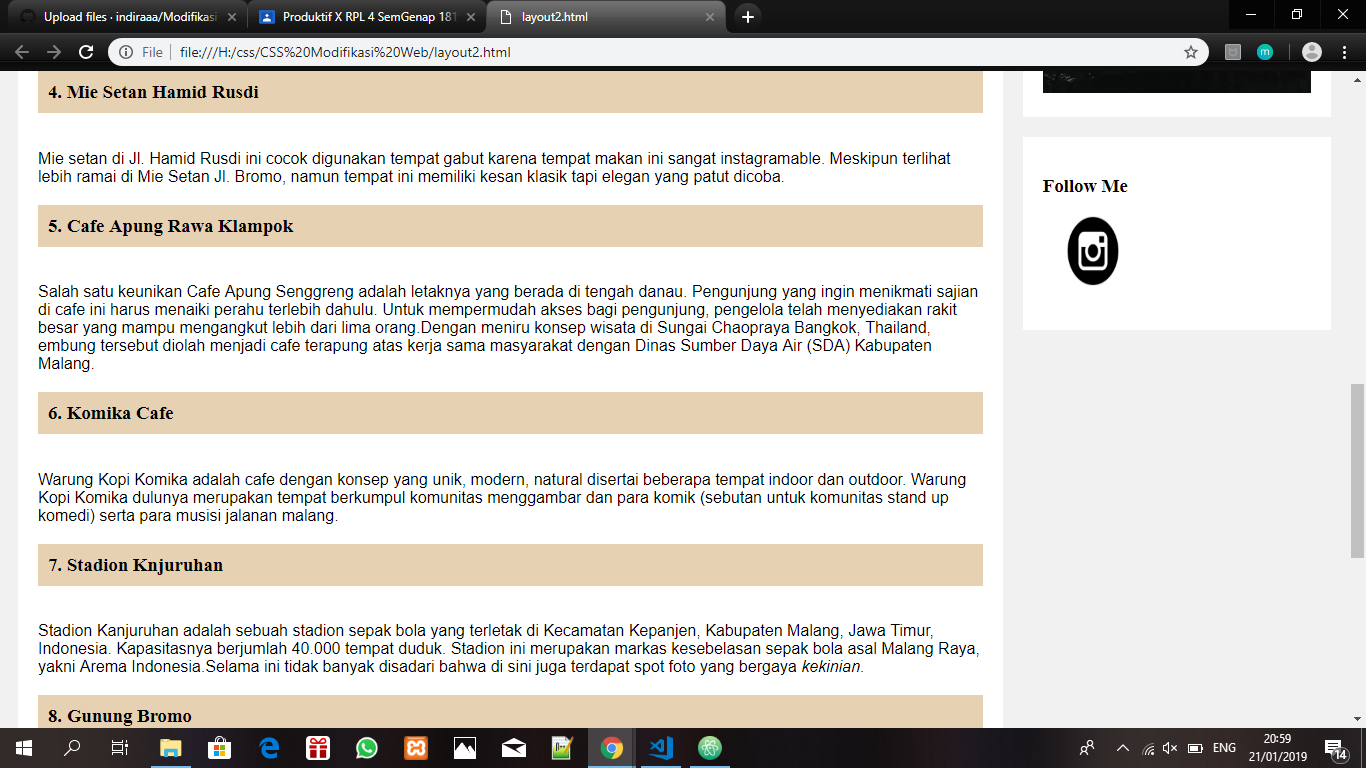 Upload files · indiraaa/Modifikasi
Produktif X RPL 4 SemGenap 181
layout2.html
File
file:///H:/css/CSS%20Modifikasi%20Web/layout2.html
4. Mie Setan Hamid Rusdi
Mie setan di Jl. Hamid Rusdi ini cocok digunakan tempat gabut karena tempat makan ini sangat instagramable. Meskipun terlihat
lebih ramai di Mie Setan Jl. Bromo, namun tempat ini memiliki kesan klasik tapi elegan yang patut dicoba.
5. Cafe Apung Rawa Klampok
Salah satu keunikan Cafe Apung Senggreng adalah letaknya yang berada di tengah danau. Pengunjung yang ingin menikmati sajian
di cafe ini harus menaiki perahu terlebih dahulu. Untuk mempermudah akses bagi pengunjung, pengelola telah menyediakan rakit
besar yang mampu mengangkut lebih dari lima orang.Dengan meniru konsep wisata di Sungai Chaopraya Bangkok, Thailand,
embung tersebut diolah menjadi cafe terapung atas kerja sama masyarakat dengan Dinas Sumber Daya Air (SDA) Kabupaten
Malang.
6. Komika Cafe
Warung Kopi Komika adalah cafe dengan konsep yang unik, modern, natural disertai beberapa tempat indoor dan outdoor. Warung
Kopi Komika dulunya merupakan tempat berkumpul komunitas menggambar dan para komik (sebutan untuk komunitas stand up
komedi) serta para musisi jalanan malang.
7. Stadion Knjuruhan
Stadion Kanjuruhan adalah sebuah stadion sepak bola yang terletak di Kecamatan Kepanjen, Kabupaten Malang, Jawa Timur,
Indonesia. Kapasitasnya berjumlah 40.000 tempat duduk. Stadion ini merupakan markas kesebelasan sepak bola asal Malang Raya,
yakni Arema Indonesia.Selama ini tidak banyak disadari bahwa di sini juga terdapat spot foto yang bergaya kekinian.
8. Gunung Bromo
Follow Me
m
ENG
20:59
21/01/2019
14